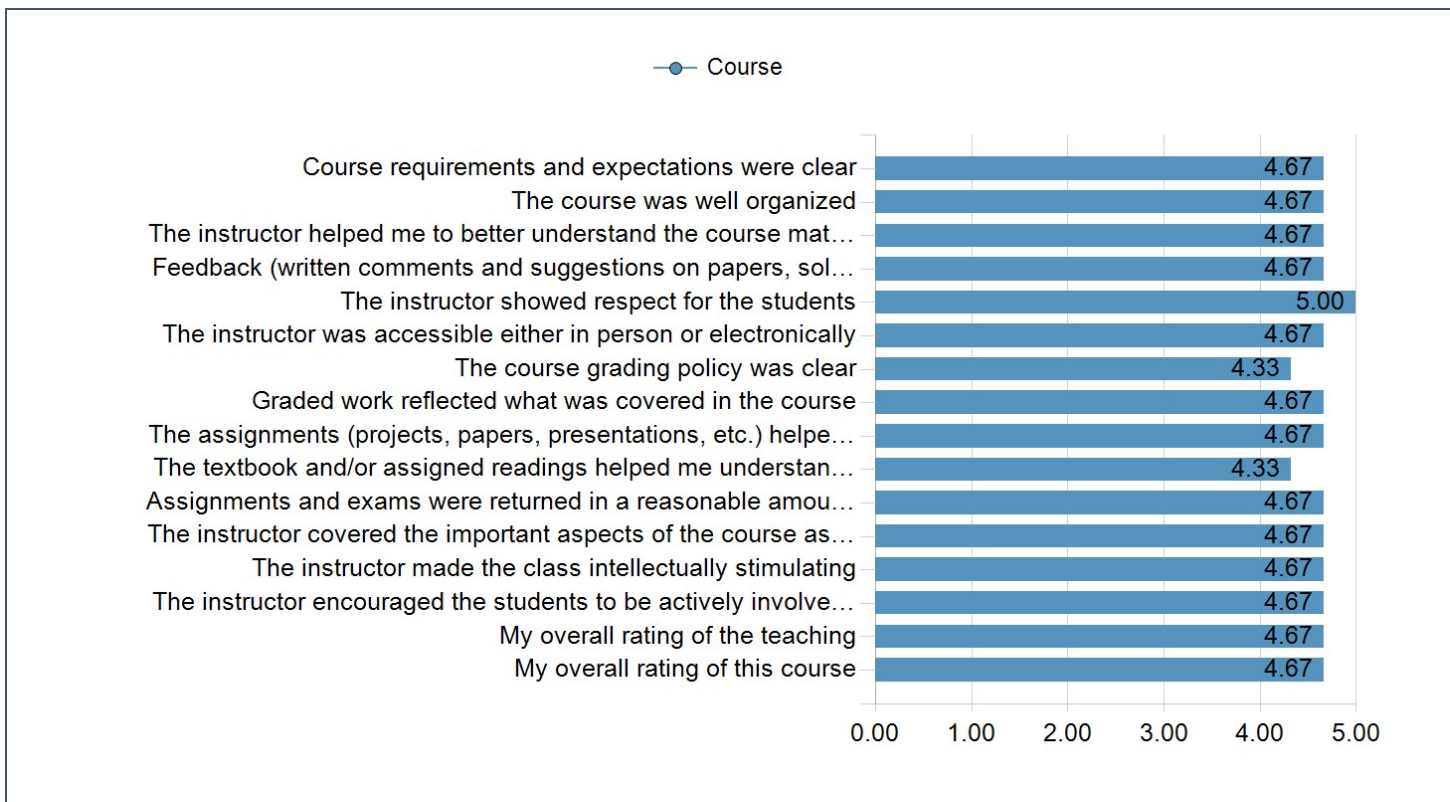 Course
Course requirements and expectations were clear 4.67
The course was well organized 4.67
The instructor helped me to better understand the course mat… 4.67
Feedback (written comments and suggestions on papers, sol… 4.67
The instructor showed respect for the students 5.00
The instructor was accessible either in person or electronically 4.67
The course grading policy was clear 4.33
Graded work reflected what was covered in the course 4.67
The assignments (projects, papers, presentations, etc.) helpe… 4.67
The textbook and/or assigned readings helped me understan… 4.33
Assignments and exams were returned in a reasonable amou… 4.67
The instructor covered the important aspects of the course as… 4.67
The instructor made the class intellectually stimulating 4.67
The instructor encouraged the students to be actively involve… 4.67
My overall rating of the teaching 4.67
My overall rating of this course 4.67
0.00 1.00 2.00 3.00 4.00 5.00